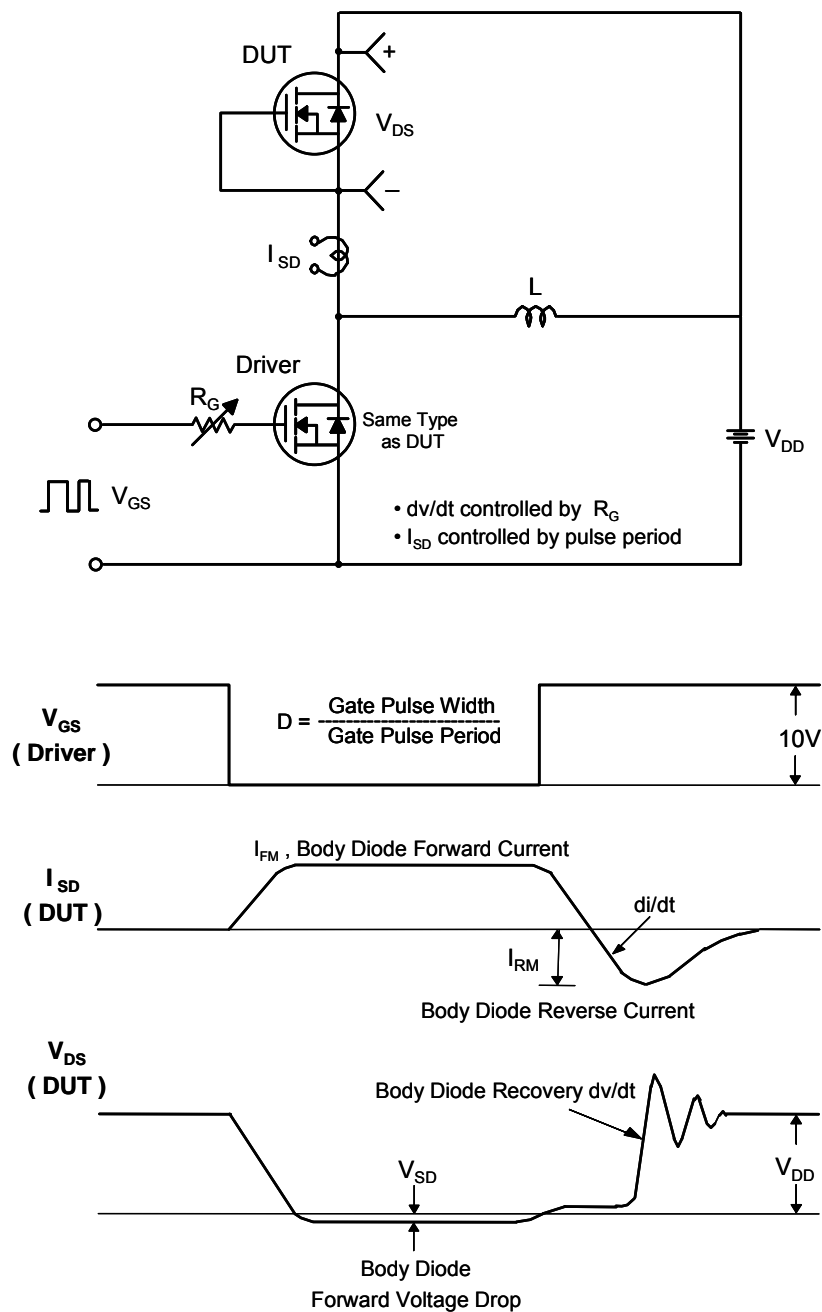 DUT
+
V_DS
−
I_SD
L
Driver
R_G
Same Type
as DUT
V_DD
V_GS
• dv/dt controlled by R_G
• I_SD controlled by pulse period
V_GS
( Driver )
D = Gate Pulse Width
Gate Pulse Period
10V
I_FM , Body Diode Forward Current
I_SD
( DUT )
di/dt
I_RM
Body Diode Reverse Current
V_DS
( DUT )
Body Diode Recovery dv/dt
V_SD
V_DD
Body Diode
Forward Voltage Drop